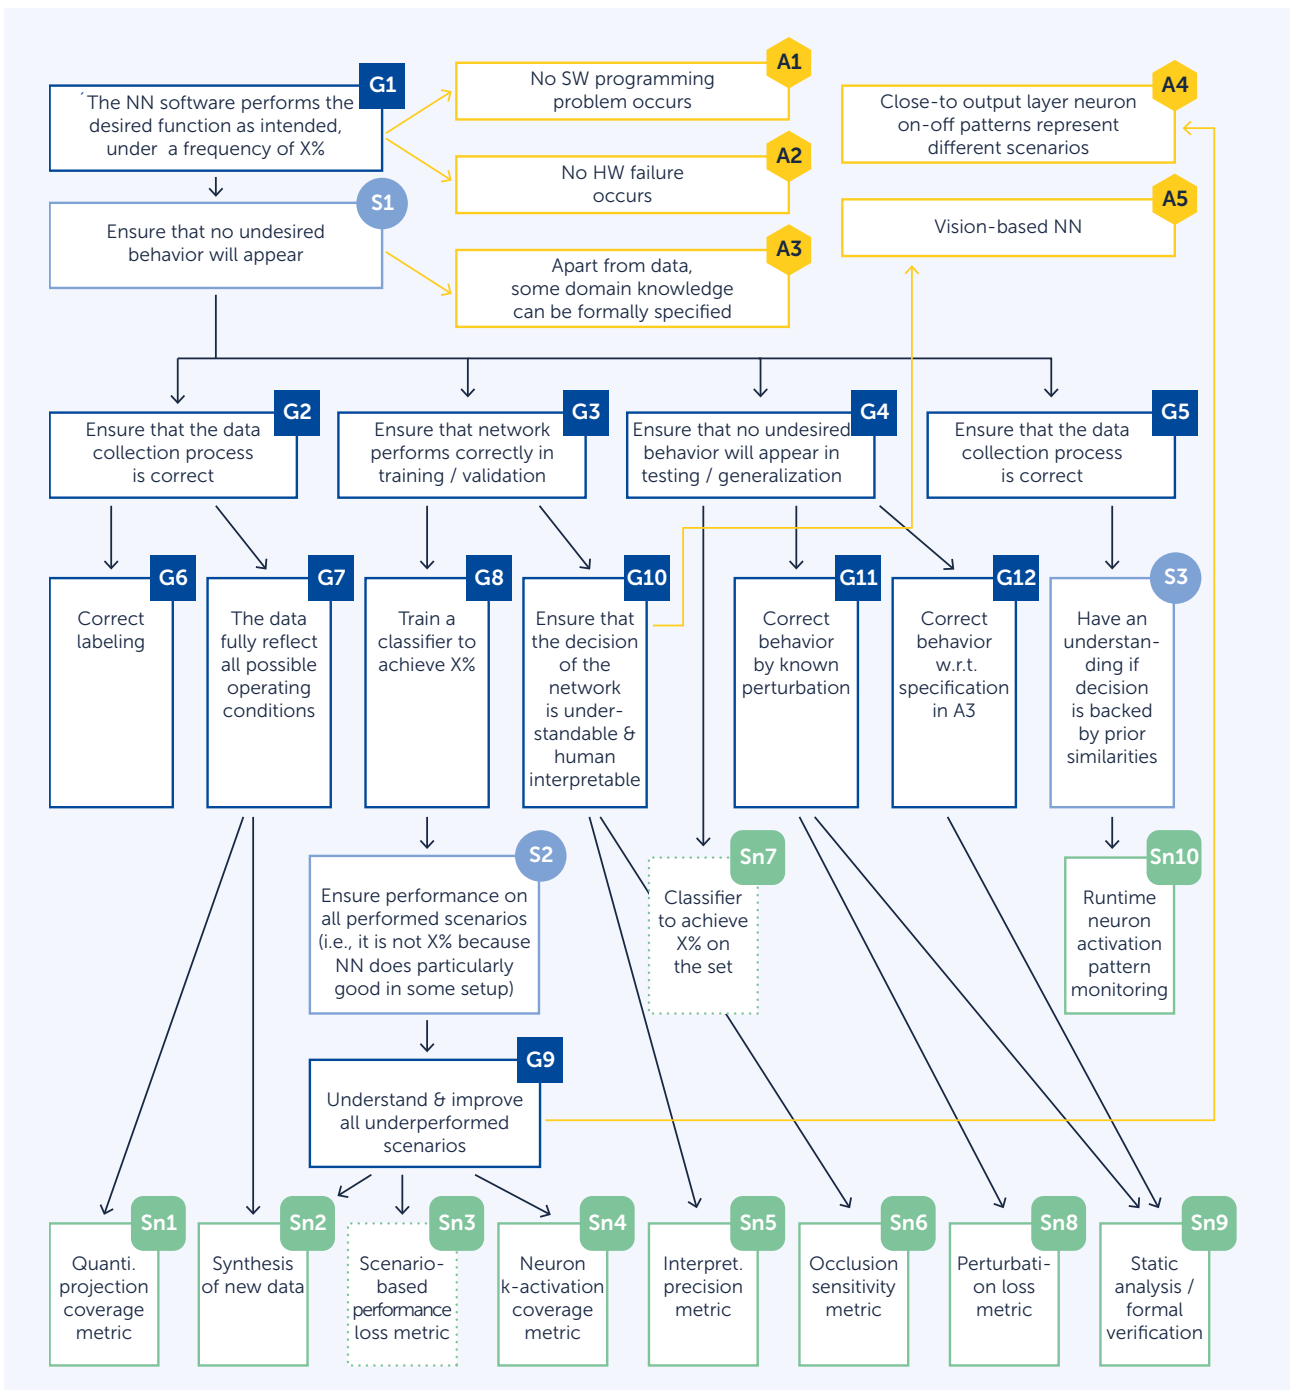 G1
´The NN software performs the
desired function as intended,
under a frequency of X%
A1
No SW programming
problem occurs
A2
No HW failure
occurs
A4
Close-to output layer neuron
on-off patterns represent
different scenarios
S1
Ensure that no undesired
behavior will appear
A3
Apart from data,
some domain knowledge
can be formally specified
A5
Vision-based NN
G2
Ensure that the data
collection process
is correct
G3
Ensure that network
performs correctly in
training / validation
G4
Ensure that no undesired
behavior will appear in
testing / generalization
G5
Ensure that the data
collection process
is correct
G6
Correct
labeling
G7
The data
fully reflect
all possible
operating
conditions
G8
Train a
classifier to
achieve X%
G10
Ensure that
the decision
of the
network
is under-
standable &
human
interpretable
G11
Correct
behavior
by known
perturbation
G12
Correct
behavior
w.r.t.
specification
in A3
S3
Have an
understan-
ding if
decision
is backed
by prior
similarities
S2
Ensure performance on
all performed scenarios
(i.e., it is not X% because
NN does particularly
good in some setup)
Sn7
Classifier
to achieve
X% on
the set
Sn10
Runtime
neuron
activation
pattern
monitoring
G9
Understand & improve
all underperformed
scenarios
Sn1
Quanti.
projection
coverage
metric
Sn2
Synthesis
of new data
Sn3
Scenario-
based
performance
loss metric
Sn4
Neuron
k-activation
coverage
metric
Sn5
Interpret.
precision
metric
Sn6
Occlusion
sensitivity
metric
Sn8
Perturbati-
on loss
metric
Sn9
Static
analysis /
formal
verification